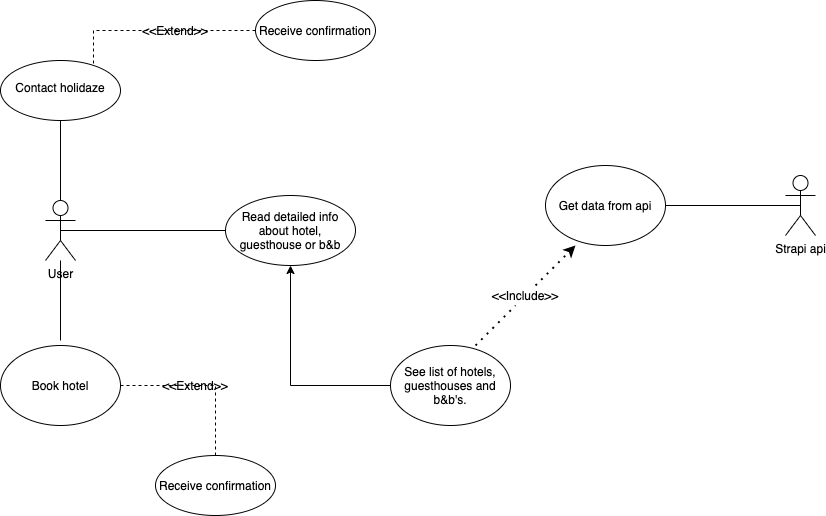 <<Extend>>
Receive confirmation
Contact holidaze
Read detailed info
about hotel,
guesthouse or b&b
Get data from api
User
Strapi api
<<Include>>
Book hotel
<<Extend>>
See list of hotels,
guesthouses and
b&b's.
Receive confirmation